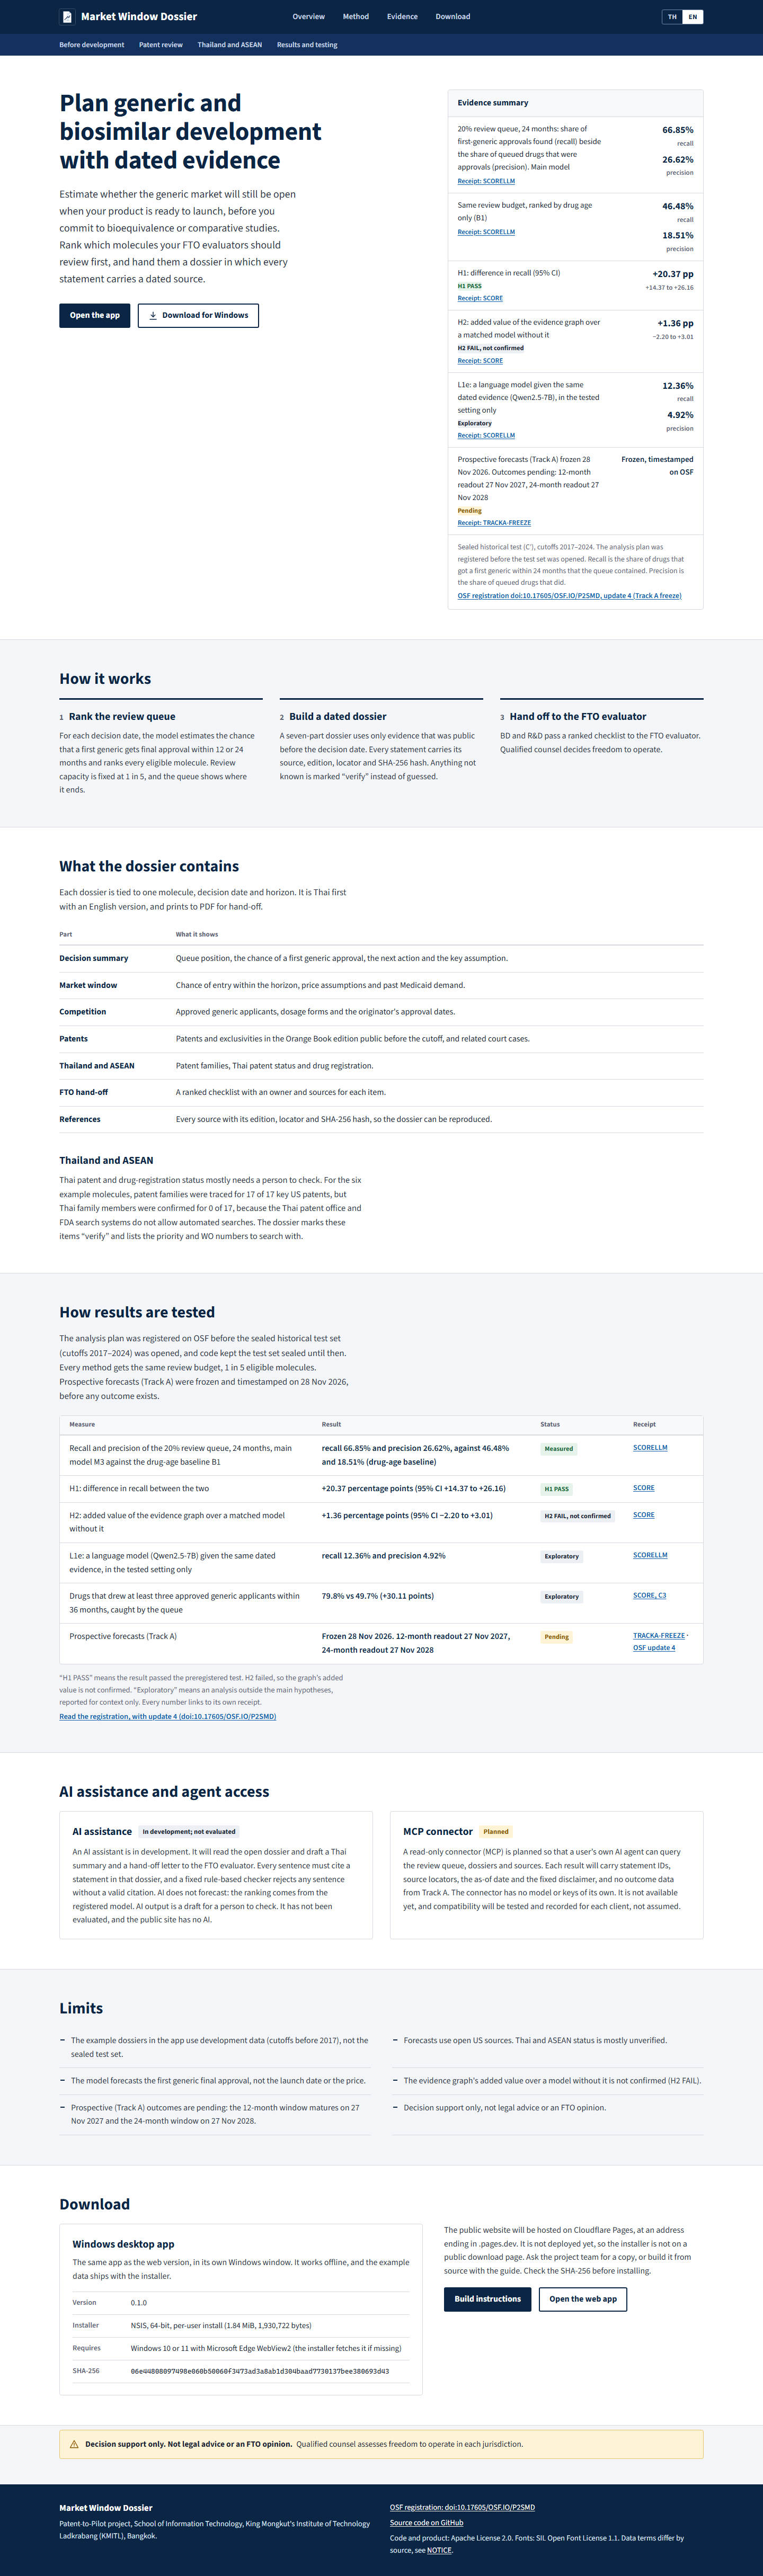 Market Window Dossier
Overview
Method
Evidence
Download
TH
EN
Before development
Patent review
Thailand and ASEAN
Results and testing
Plan generic and
biosimilar development
with dated evidence
Estimate whether the generic market will still be open
when your product is ready to launch, before you
commit to bioequivalence or comparative studies.
Rank which molecules your FTO evaluators should
review first, and hand them a dossier in which every
statement carries a dated source.
Open the app
Download for Windows
Evidence summary
20% review queue, 24 months: share of
first-generic approvals found (recall) beside
the share of queued drugs that were
approvals (precision). Main model
Receipt: SCORELLM
66.85%
recall
26.62%
precision
Same review budget, ranked by drug age
only (B1)
Receipt: SCORELLM
46.48%
recall
18.51%
precision
H1: difference in recall (95% CI)
H1 PASS
Receipt: SCORE
+20.37 pp
+14.37 to +26.16
H2: added value of the evidence graph over
a matched model without it
H2 FAIL, not confirmed
Receipt: SCORE
+1.36 pp
−2.20 to +3.01
L1e: a language model given the same
dated evidence (Qwen2.5-7B), in the tested
setting only
Exploratory
Receipt: SCORELLM
12.36%
recall
4.92%
precision
Prospective forecasts (Track A) frozen 28
Nov 2026. Outcomes pending: 12-month
readout 27 Nov 2027, 24-month readout 27
Nov 2028
Pending
Receipt: TRACKA-FREEZE
Frozen, timestamped
on OSF
Sealed historical test (C'), cutoffs 2017–2024. The analysis plan was
registered before the test set was opened. Recall is the share of drugs that
got a first generic within 24 months that the queue contained. Precision is
the share of queued drugs that did.
OSF registration doi:10.17605/OSF.IO/P2SMD, update 4 (Track A freeze)
How it works
1 Rank the review queue
For each decision date, the model estimates the chance
that a first generic gets final approval within 12 or 24
months and ranks every eligible molecule. Review
capacity is fixed at 1 in 5, and the queue shows where
it ends.
2 Build a dated dossier
A seven-part dossier uses only evidence that was public
before the decision date. Every statement carries its
source, edition, locator and SHA-256 hash. Anything not
known is marked “verify” instead of guessed.
3 Hand off to the FTO evaluator
BD and R&D pass a ranked checklist to the FTO evaluator.
Qualified counsel decides freedom to operate.
What the dossier contains
Each dossier is tied to one molecule, decision date and horizon. It is Thai first
with an English version, and prints to PDF for hand-off.
Part
What it shows
Decision summary
Queue position, the chance of a first generic approval, the next action and the key assumption.
Market window
Chance of entry within the horizon, price assumptions and past Medicaid demand.
Competition
Approved generic applicants, dosage forms and the originator's approval dates.
Patents
Patents and exclusivities in the Orange Book edition public before the cutoff, and related court cases.
Thailand and ASEAN
Patent families, Thai patent status and drug registration.
FTO hand-off
A ranked checklist with an owner and sources for each item.
References
Every source with its edition, locator and SHA-256 hash, so the dossier can be reproduced.
Thailand and ASEAN
Thai patent and drug-registration status mostly needs a person to check. For the six
example molecules, patent families were traced for 17 of 17 key US patents, but
Thai family members were confirmed for 0 of 17, because the Thai patent office and
FDA search systems do not allow automated searches. The dossier marks these
items “verify” and lists the priority and WO numbers to search with.
How results are tested
The analysis plan was registered on OSF before the sealed historical test set
(cutoffs 2017–2024) was opened, and code kept the test set sealed until then.
Every method gets the same review budget, 1 in 5 eligible molecules.
Prospective forecasts (Track A) were frozen and timestamped on 28 Nov 2026,
before any outcome exists.
Measure
Result
Status
Receipt
Recall and precision of the 20% review queue, 24 months, main
model M3 against the drug-age baseline B1
recall 66.85% and precision 26.62%, against 46.48%
and 18.51% (drug-age baseline)
Measured
SCORELLM
H1: difference in recall between the two
+20.37 percentage points (95% CI +14.37 to +26.16)
H1 PASS
SCORE
H2: added value of the evidence graph over a matched model
without it
+1.36 percentage points (95% CI −2.20 to +3.01)
H2 FAIL, not confirmed
SCORE
L1e: a language model (Qwen2.5-7B) given the same dated
evidence, in the tested setting only
recall 12.36% and precision 4.92%
Exploratory
SCORELLM
Drugs that drew at least three approved generic applicants within
36 months, caught by the queue
79.8% vs 49.7% (+30.11 points)
Exploratory
SCORE, C3
Prospective forecasts (Track A)
Frozen 28 Nov 2026. 12-month readout 27 Nov 2027,
24-month readout 27 Nov 2028
Pending
TRACKA-FREEZE ·
OSF update 4
“H1 PASS” means the result passed the preregistered test. H2 failed, so the graph's added
value is not confirmed. “Exploratory” means an analysis outside the main hypotheses,
reported for context only. Every number links to its own receipt.
Read the registration, with update 4 (doi:10.17605/OSF.IO/P2SMD)
AI assistance and agent access
AI assistance
In development; not evaluated
An AI assistant is in development. It will read the open dossier and draft a Thai
summary and a hand-off letter to the FTO evaluator. Every sentence must cite a
statement in that dossier, and a fixed rule-based checker rejects any sentence
without a valid citation. AI does not forecast: the ranking comes from the
registered model. AI output is a draft for a person to check. It has not been
evaluated, and the public site has no AI.
MCP connector
Planned
A read-only connector (MCP) is planned so that a user's own AI agent can query
the review queue, dossiers and sources. Each result will carry statement IDs,
source locators, the as-of date and the fixed disclaimer, and no outcome data
from Track A. The connector has no model or keys of its own. It is not available
yet, and compatibility will be tested and recorded for each client, not assumed.
Limits
– The example dossiers in the app use development data (cutoffs before 2017), not the
sealed test set.
– Forecasts use open US sources. Thai and ASEAN status is mostly unverified.
– The model forecasts the first generic final approval, not the launch date or the price.
– The evidence graph's added value over a model without it is not confirmed (H2 FAIL).
– Prospective (Track A) outcomes are pending: the 12-month window matures on 27
Nov 2027 and the 24-month window on 27 Nov 2028.
– Decision support only, not legal advice or an FTO opinion.
Download
Windows desktop app
The same app as the web version, in its own Windows window. It works offline, and the example
data ships with the installer.
Version
0.1.0
Installer
NSIS, 64-bit, per-user install (1.84 MiB, 1,930,722 bytes)
Requires
Windows 10 or 11 with Microsoft Edge WebView2 (the installer fetches it if missing)
SHA-256
06e44808097498e060b50060f3473ad3a8ab1d304baad7730137bee380693d43
The public website will be hosted on Cloudflare Pages, at an address
ending in .pages.dev. It is not deployed yet, so the installer is not on a
public download page. Ask the project team for a copy, or build it from
source with the guide. Check the SHA-256 before installing.
Build instructions
Open the web app
Decision support only. Not legal advice or an FTO opinion. Qualified counsel assesses freedom to operate in each jurisdiction.
Market Window Dossier
Patent-to-Pilot project, School of Information Technology, King Mongkut's Institute of Technology
Ladkrabang (KMITL), Bangkok.
OSF registration: doi:10.17605/OSF.IO/P2SMD
Source code on GitHub
Code and product: Apache License 2.0. Fonts: SIL Open Font License 1.1. Data terms differ by
source, see NOTICE.